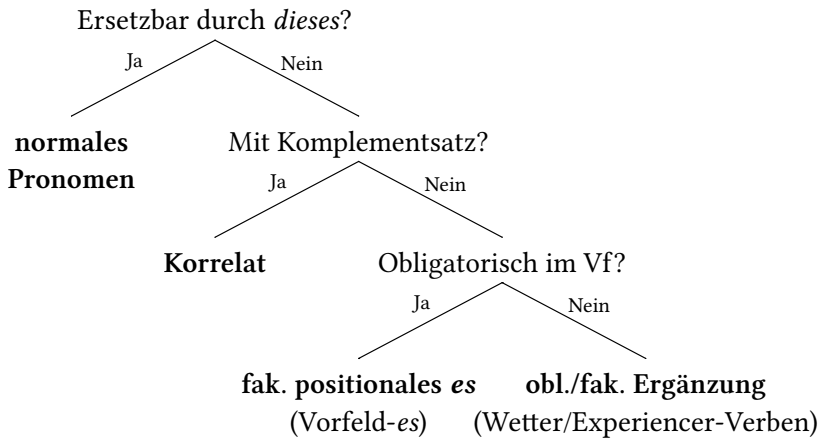 Ersetzbar durch dieses?
Ja
Nein
normales
Pronomen
Mit Komplementsatz?
Ja
Nein
Korrelat
Obligatorisch im Vf?
Ja
Nein
fak. positionales es
(Vorfeld-es)
obl./fak. Ergänzung
(Wetter/Experiencer-Verben)